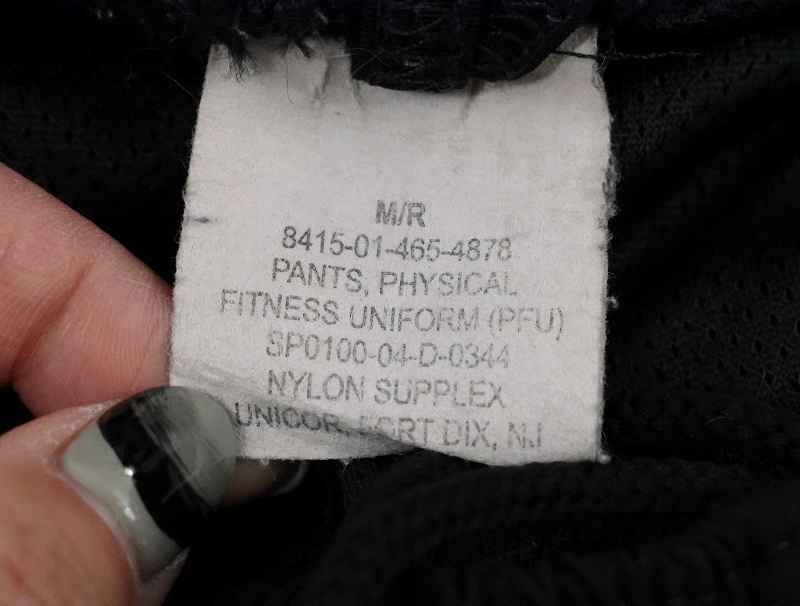 M/R
8415-01-465-4878
PANTS, PHYSICAL
FITNESS UNIFORM (PFU)
SP0100-04-D-0344
NYLON SUPPLEX
UNICOR, FORT DIX, NJ